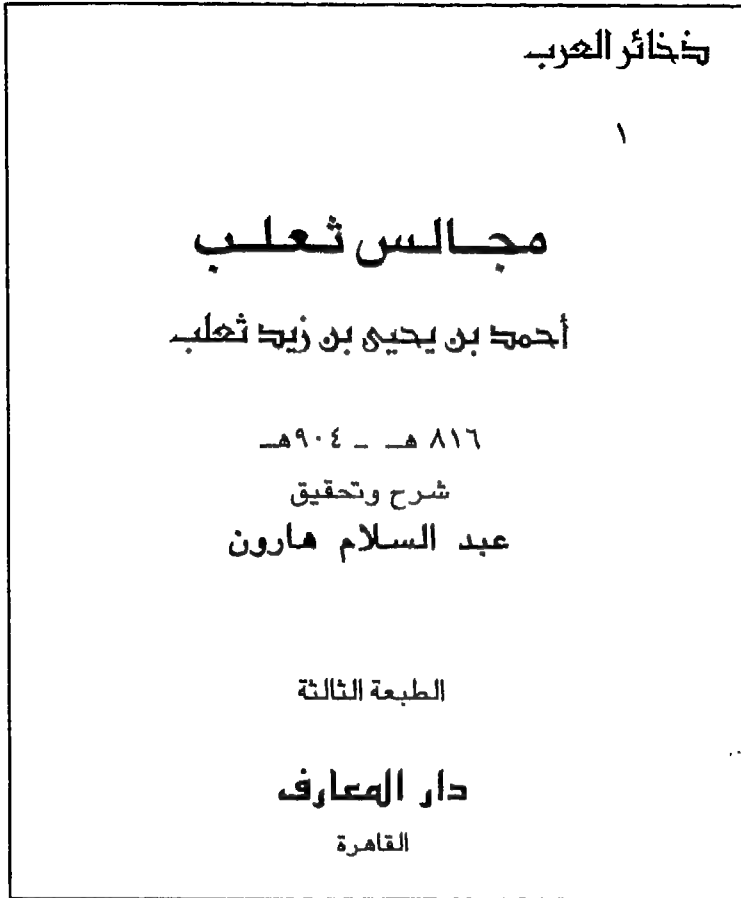 ذخائر العرب
١
مجالس ثعلب
أحمد بن يحيى بن زيد ثعلب
٨١٦ هـ - ٩٠٤هـ
شرح وتحقيق
عبد السلام هارون
الطبعة الثالثة
دار المعارف
القاهرة